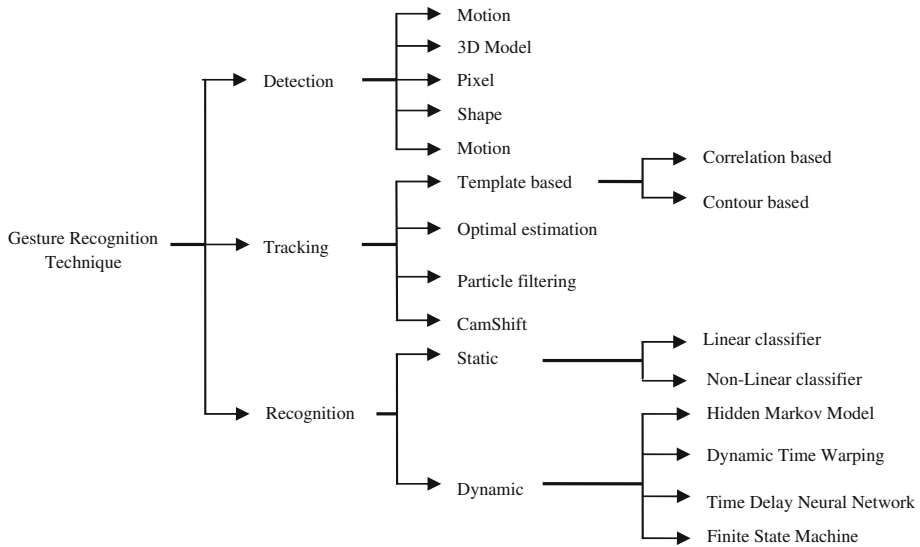 Gesture Recognition
Technique
Detection
Motion
3D Model
Pixel
Shape
Motion
Tracking
Template based
Correlation based
Contour based
Optimal estimation
Particle filtering
CamShift
Recognition
Static
Linear classifier
Non-Linear classifier
Dynamic
Hidden Markov Model
Dynamic Time Warping
Time Delay Neural Network
Finite State Machine